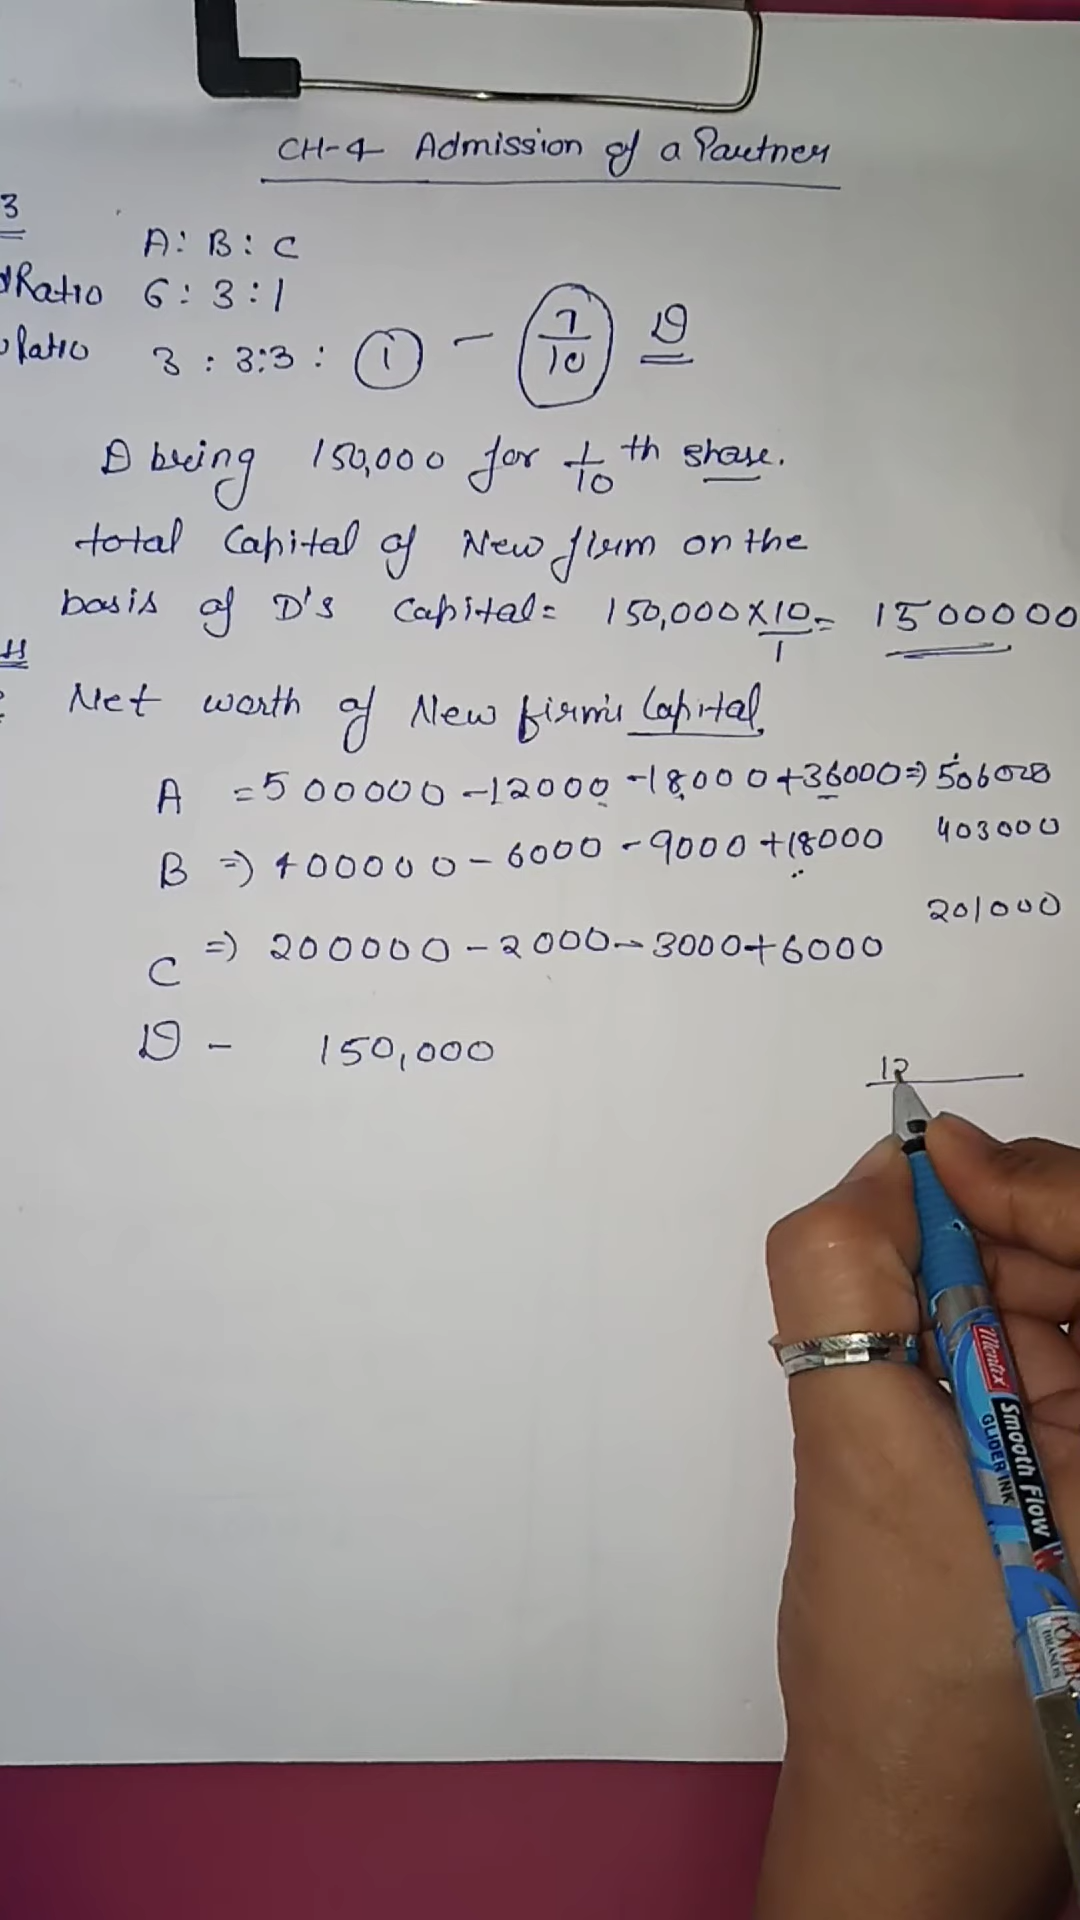 CH-4 Admission of a Partner
3
A : B : C
Ratio 6 : 3 : 1
Ratio 3 : 3 : 3 : 1 - 1/10 D
D being 150,000 for 1/10 th share.
total Capital of New firm on the
basis of D's Capital = 150,000 × 10/1 = 1500000
Net worth of New firm's Capital
A = 500000 - 12000 - 18000 + 36000 ⇒ 506000
B ⇒ 400000 - 6000 - 9000 + 18000 403000
C ⇒ 200000 - 2000 - 3000 + 6000 201000
D - 150,000
12
Montex
Smooth Flow
GLIDER INK